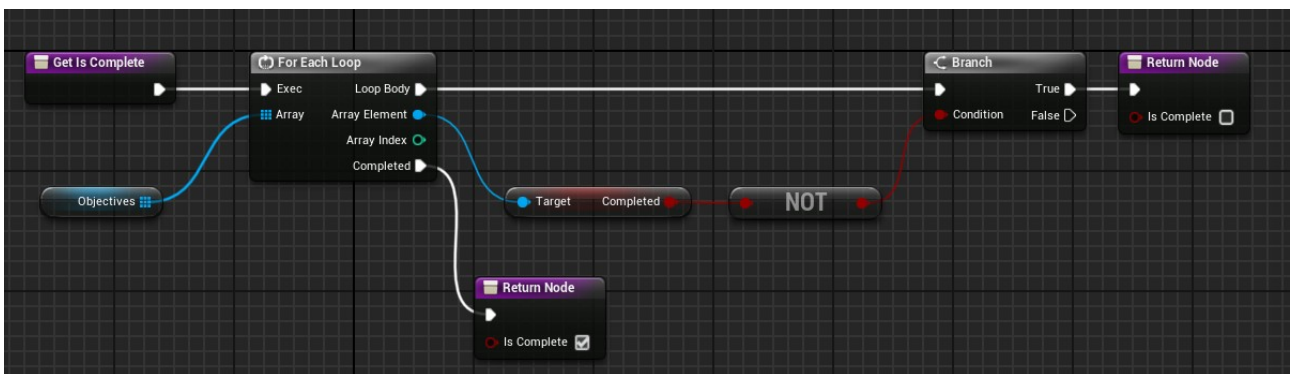 Get Is Complete
For Each Loop
Exec
Loop Body
Array
Array Element
Array Index
Completed
Branch
True
Condition
False
Return Node
Is Complete
Objectives
Target
Completed
NOT
Return Node
Is Complete